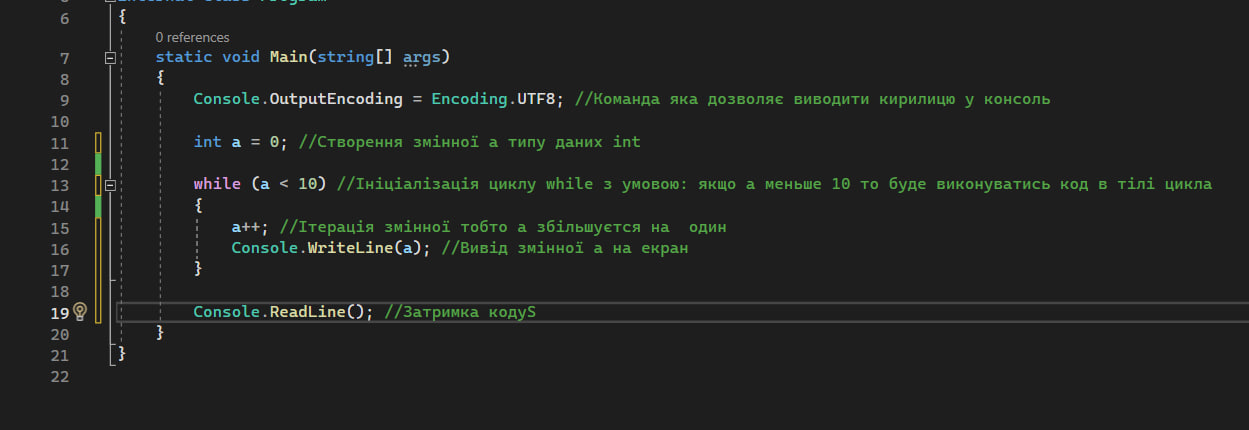 5 internal class Program
6 {
0 references
7 static void Main(string[] args)
8 {
9 Console.OutputEncoding = Encoding.UTF8; //Команда яка дозволяє виводити кирилицю у консоль
10
11 int a = 0; //Створення змінної а типу даних int
12
13 while (a < 10) //Ініціалізація циклу while з умовою: якщо а меньше 10 то буде виконуватись код в тілі цикла
14 {
15 a++; //Ітерація змінної тобто а збільшуєтся на  один
16 Console.WriteLine(a); //Вивід змінної а на екран
17 }
18
19 Console.ReadLine(); //Затримка кодуS
20 }
21 }
22